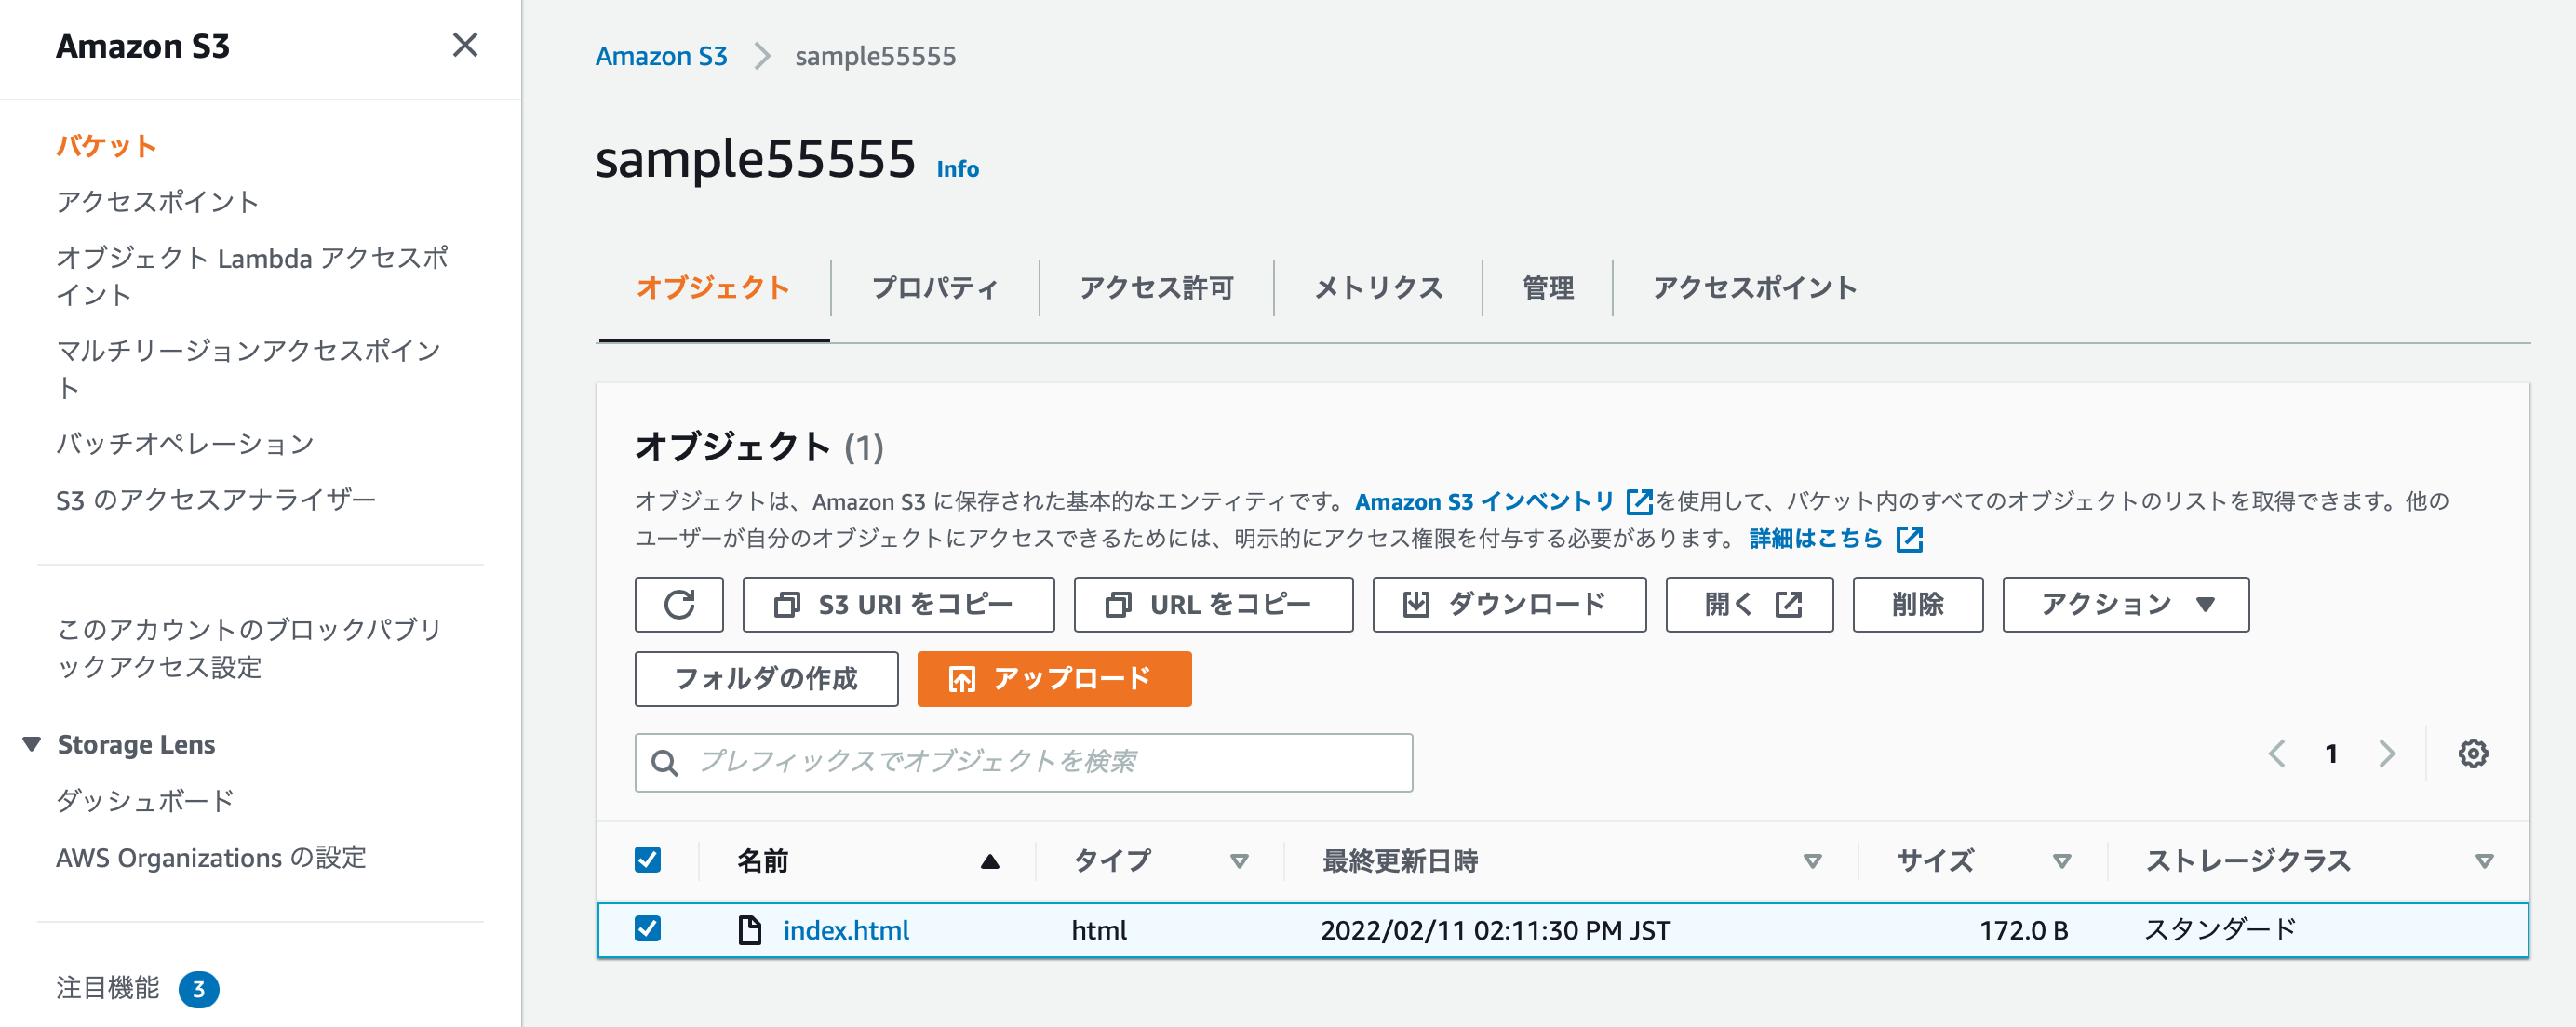 Amazon S3
バケット
アクセスポイント
オブジェクト Lambda アクセスポ
イント
マルチリージョンアクセスポイン
ト
バッチオペレーション
S3 のアクセスアナライザー
このアカウントのブロックパブリ
ックアクセス設定
Storage Lens
ダッシュボード
AWS Organizations の設定
注目機能 3
Amazon S3 sample55555
sample55555 Info
オブジェクト プロパティ アクセス許可 メトリクス 管理 アクセスポイント
オブジェクト (1)
オブジェクトは、Amazon S3 に保存された基本的なエンティティです。Amazon S3 インベントリ を使用して、バケット内のすべてのオブジェクトのリストを取得できます。他の
ユーザーが自分のオブジェクトにアクセスできるためには、明示的にアクセス権限を付与する必要があります。詳細はこちら
S3 URI をコピー URL をコピー ダウンロード 開く 削除 アクション
フォルダの作成 アップロード
プレフィックスでオブジェクトを検索 1
名前 タイプ 最終更新日時 サイズ ストレージクラス
index.html html 2022/02/11 02:11:30 PM JST 172.0 B スタンダード